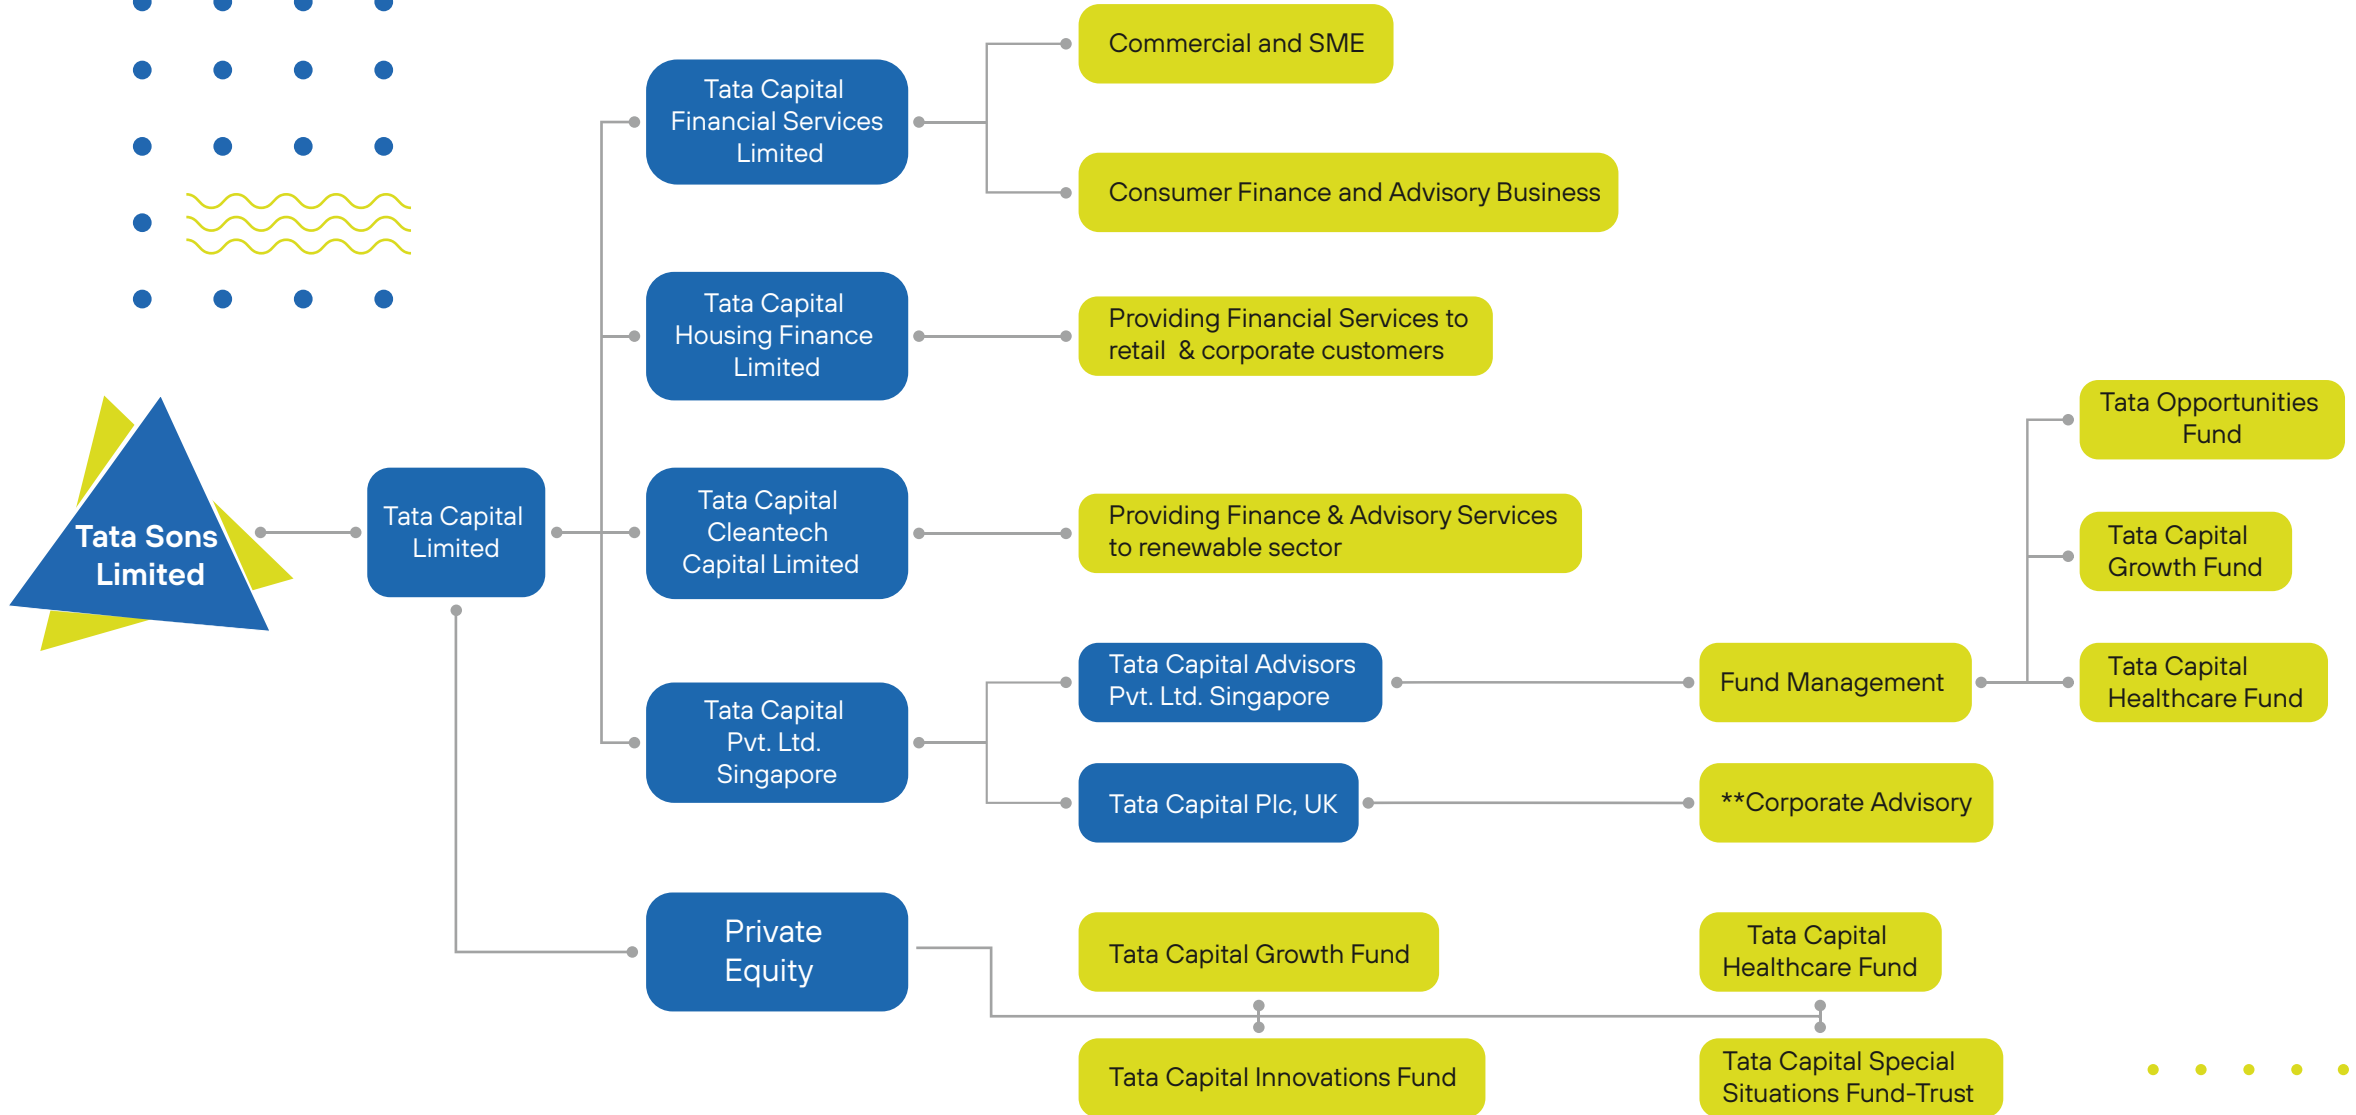 Tata Sons
Limited
Tata Capital
Limited
Tata Capital
Financial Services
Limited
Commercial and SME
Consumer Finance and Advisory Business
Tata Capital
Housing Finance
Limited
Providing Financial Services to
retail & corporate customers
Tata Capital
Cleantech
Capital Limited
Providing Finance & Advisory Services
to renewable sector
Tata Capital
Pvt. Ltd.
Singapore
Tata Capital Advisors
Pvt. Ltd. Singapore
Fund Management
Tata Opportunities
Fund
Tata Capital
Growth Fund
Tata Capital
Healthcare Fund
Tata Capital Plc, UK
**Corporate Advisory
Private
Equity
Tata Capital Growth Fund
Tata Capital
Healthcare Fund
Tata Capital Innovations Fund
Tata Capital Special
Situations Fund-Trust